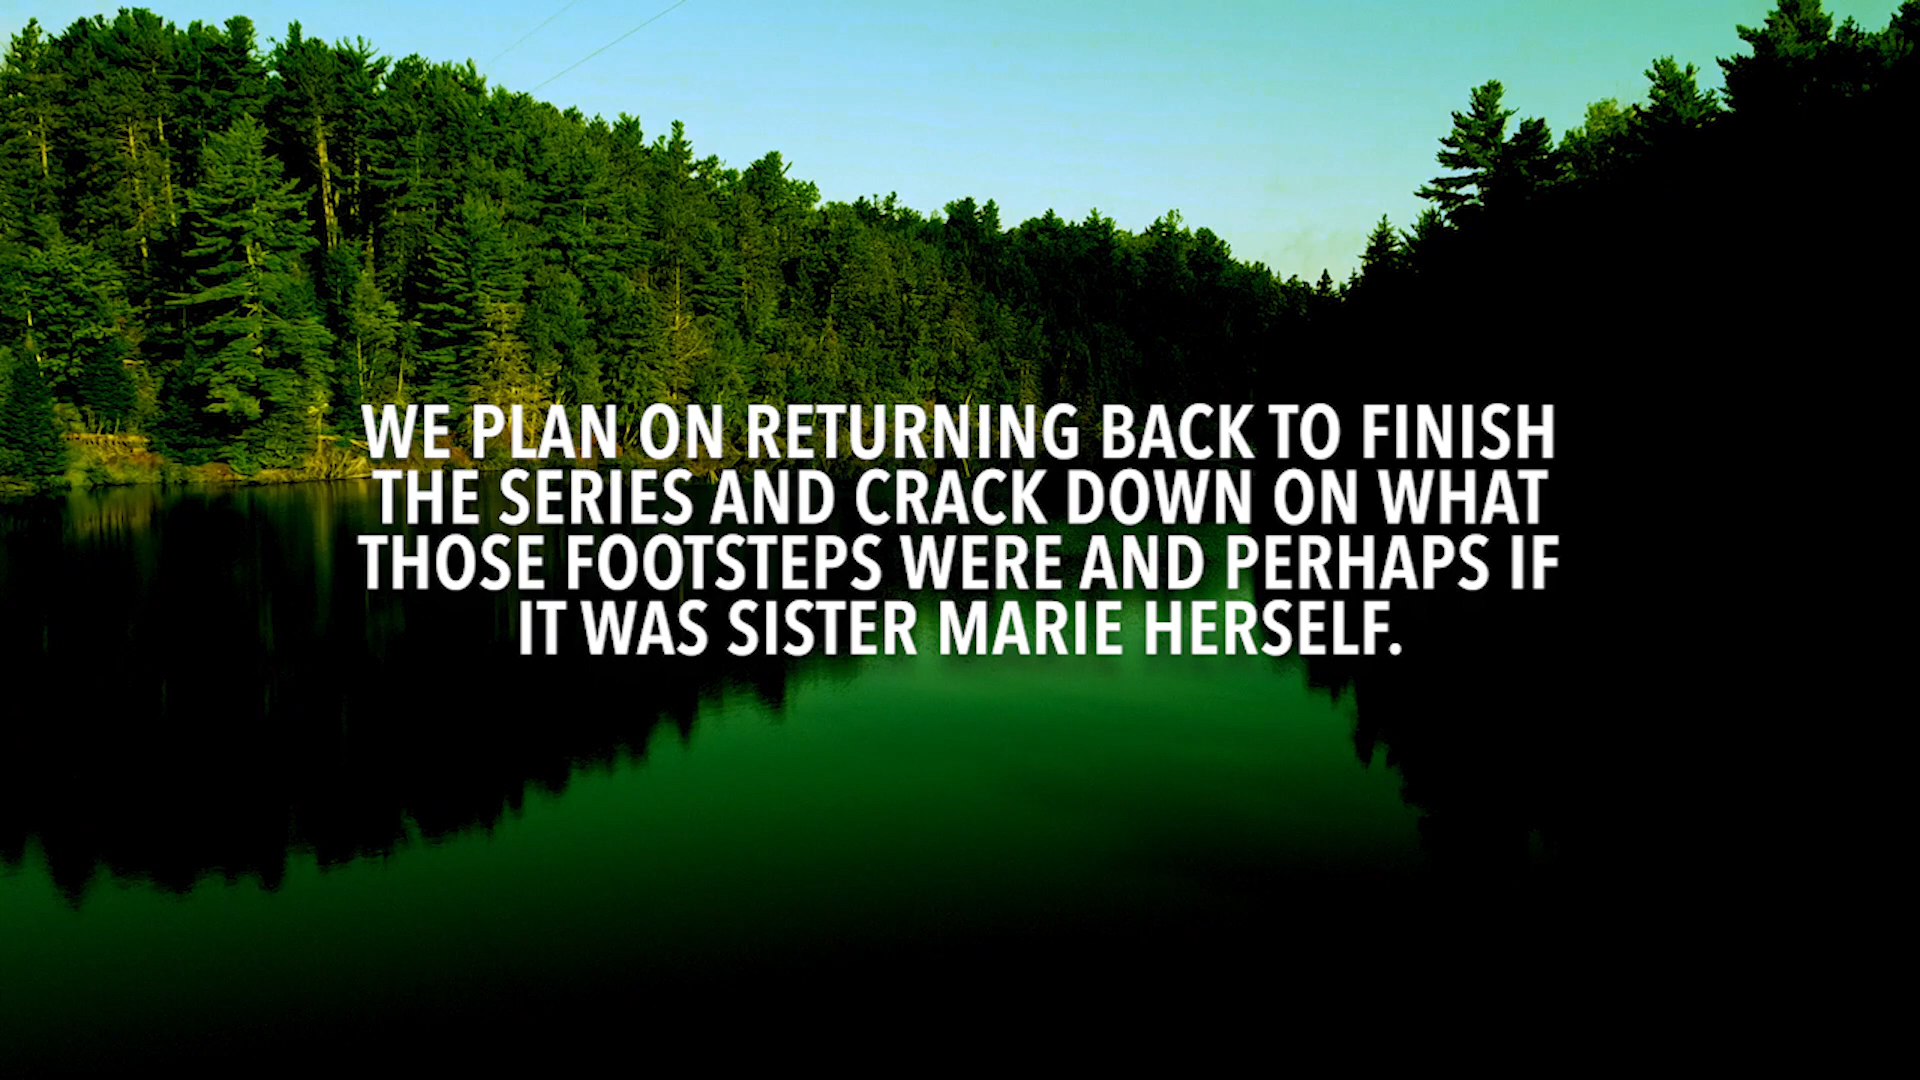 WE PLAN ON RETURNING BACK TO FINISH
THE SERIES AND CRACK DOWN ON WHAT
THOSE FOOTSTEPS WERE AND PERHAPS IF
IT WAS SISTER MARIE HERSELF.